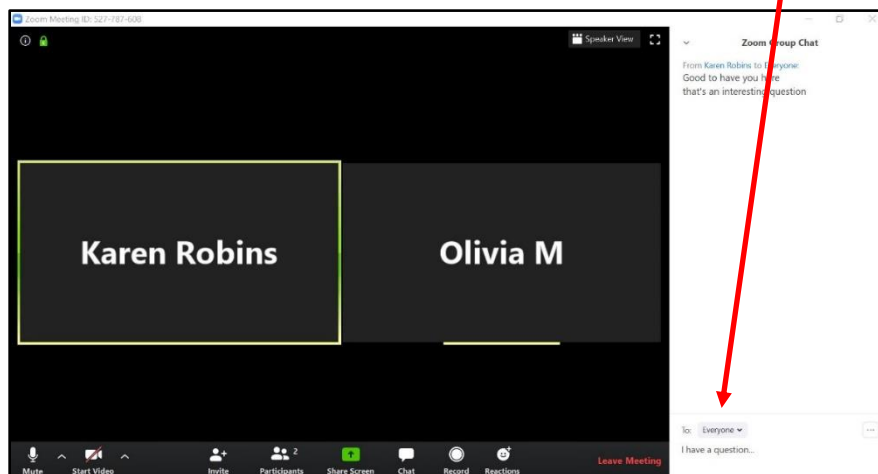 Zoom Meeting ID: 527-787-608
Speaker View
Zoom Group Chat
From Karen Robins to Everyone:
Good to have you here
that's an interesting question
Karen Robins
Olivia M
To: Everyone
I have a question...
Mute
Start Video
Invite
Participants 2
Share Screen
Chat
Record
Reactions
Leave Meeting